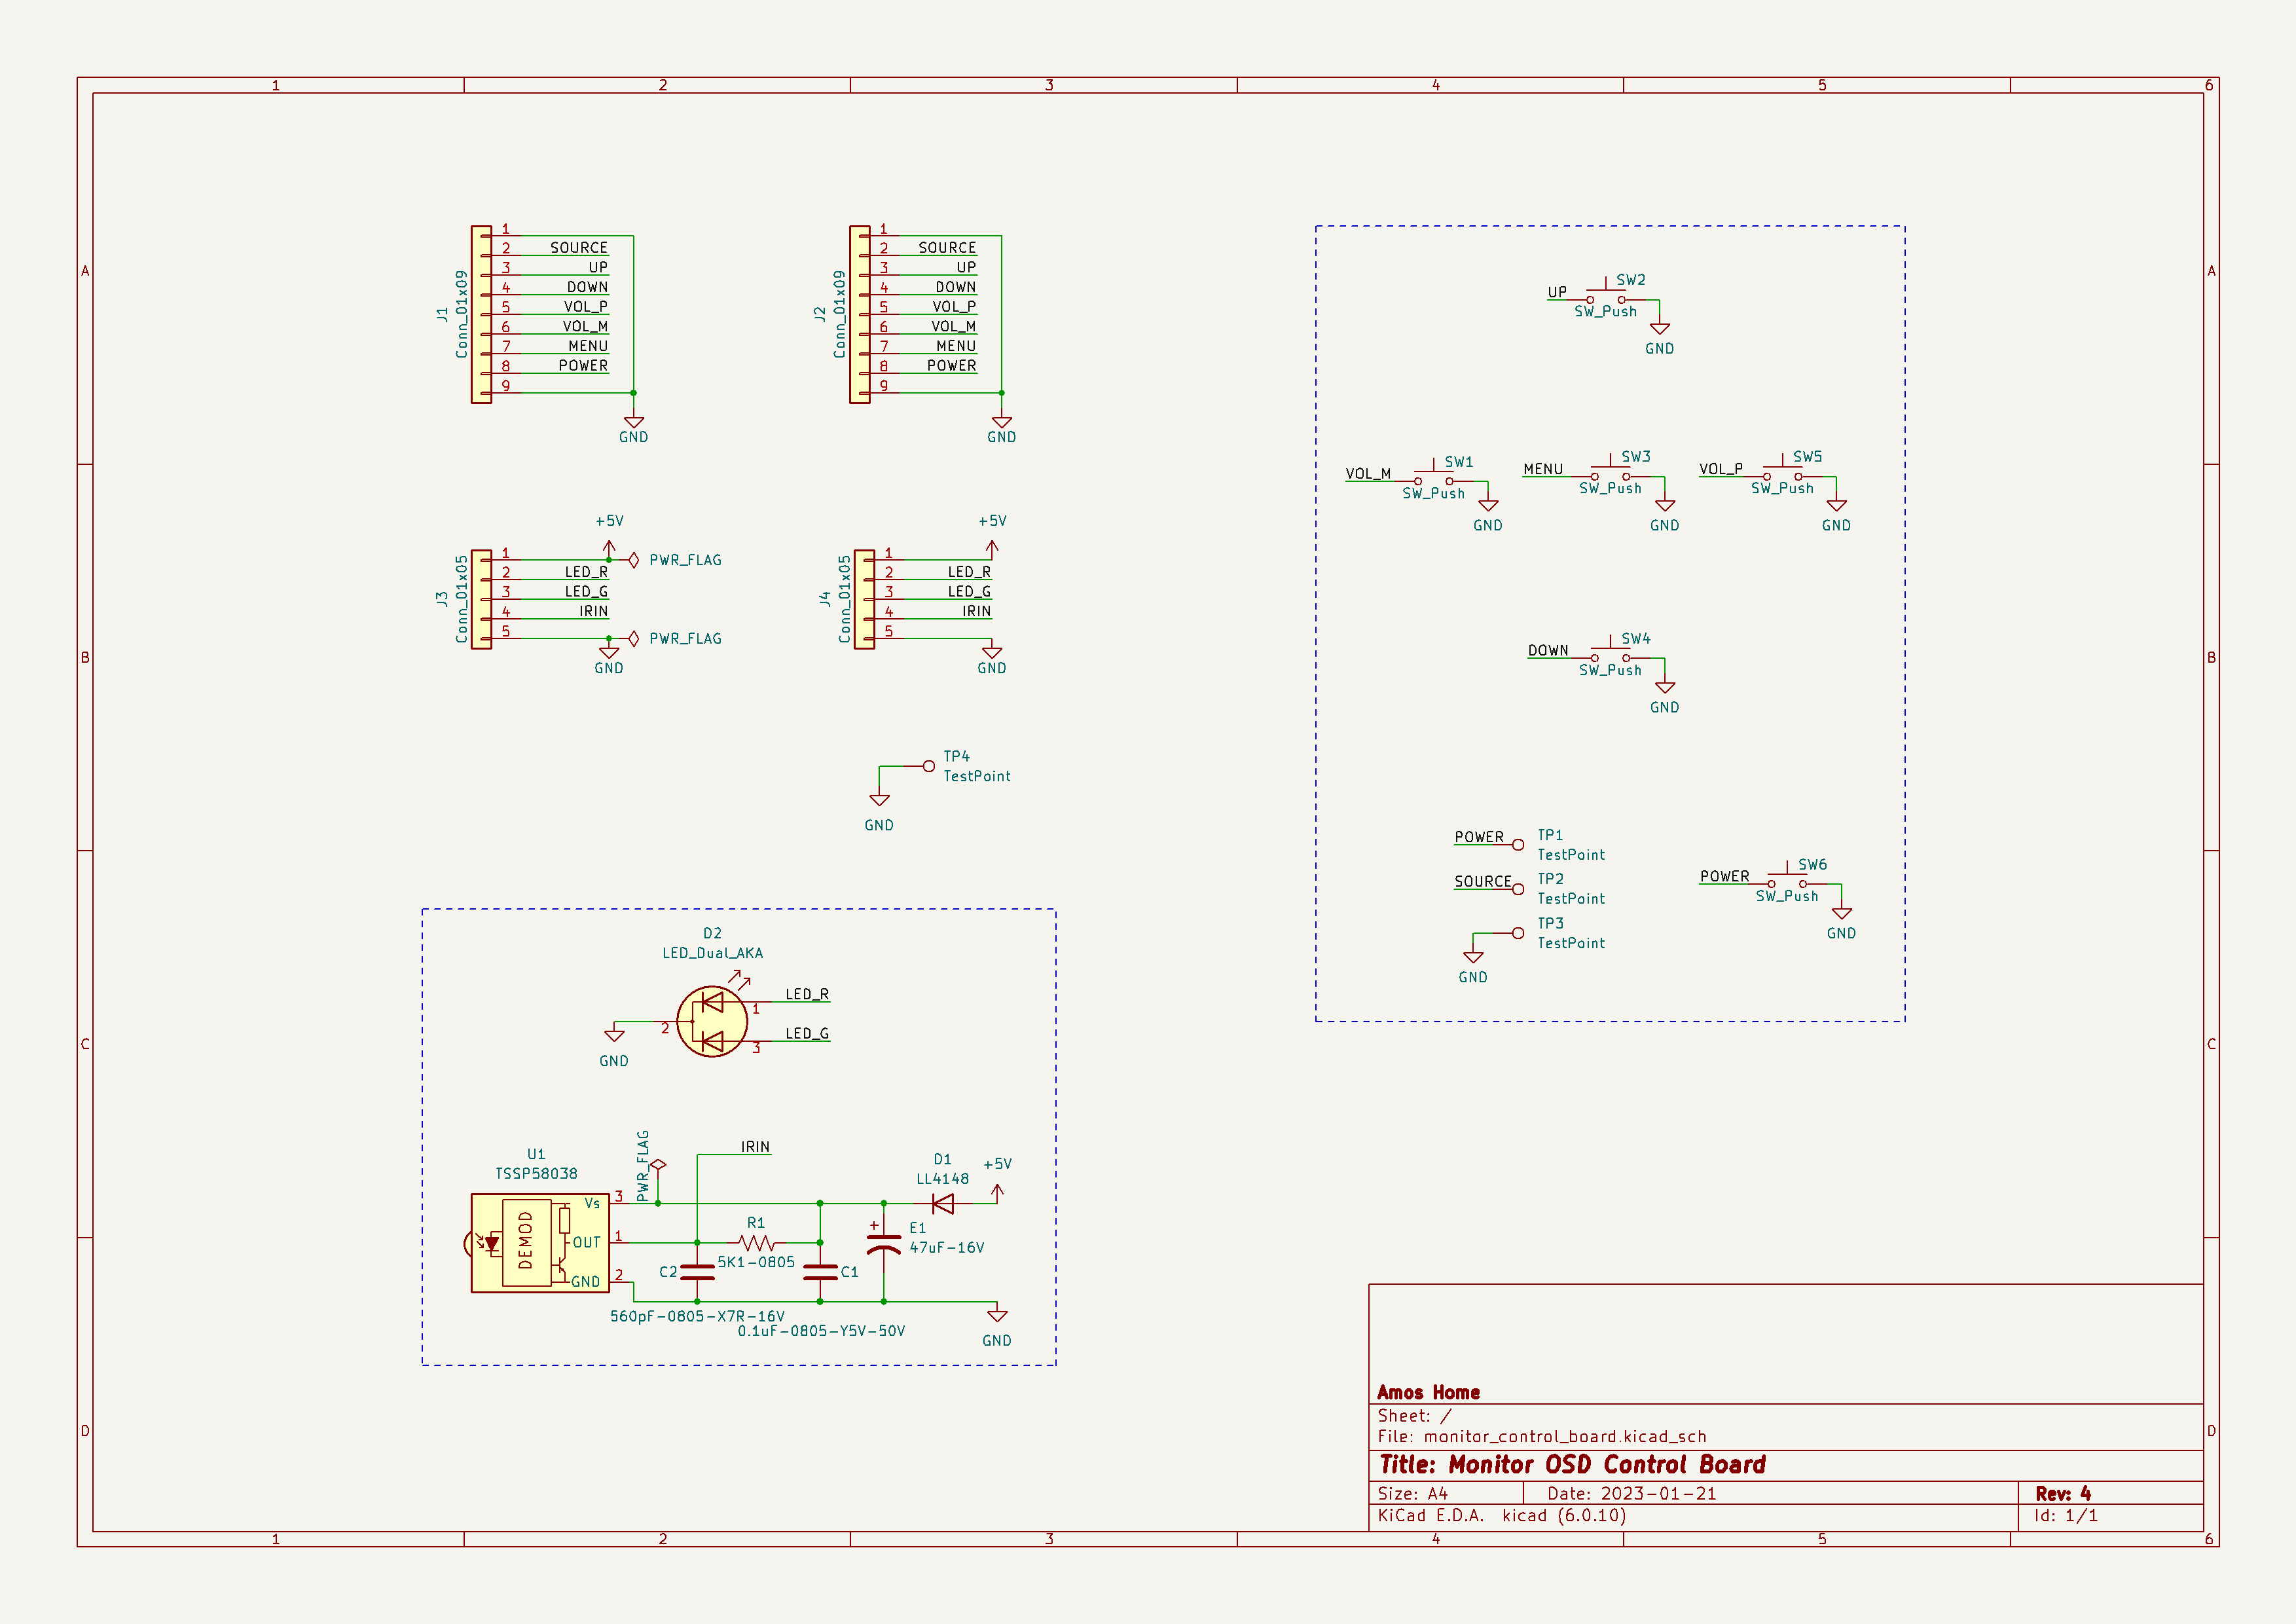 1 2 3 4 5 6
A
B
C
D
A
B
C
D
1 2 3 4 5 6
J1
Conn_01x09
1
2 SOURCE
3 UP
4 DOWN
5 VOL_P
6 VOL_M
7 MENU
8 POWER
9
GND
J2
Conn_01x09
1
2 SOURCE
3 UP
4 DOWN
5 VOL_P
6 VOL_M
7 MENU
8 POWER
9
GND
J3
Conn_01x05
+5V
1 PWR_FLAG
2 LED_R
3 LED_G
4 IRIN
5 PWR_FLAG
GND
J4
Conn_01x05
+5V
1
2 LED_R
3 LED_G
4 IRIN
5
GND
TP4
TestPoint
GND
SW2
UP
SW_Push
GND
SW1
VOL_M
SW_Push
GND
SW3
MENU
SW_Push
GND
SW5
VOL_P
SW_Push
GND
SW4
DOWN
SW_Push
GND
POWER TP1
TestPoint
SOURCE TP2
TestPoint
TP3
TestPoint
GND
SW6
POWER
SW_Push
GND
D2
LED_Dual_AKA
LED_R
1
2
LED_G
3
GND
U1
TSSP58038
DEMOD
Vs 3
OUT 1
GND 2
PWR_FLAG
IRIN
D1
LL4148
+5V
R1
5K1-0805
+
E1
47uF-16V
C2
560pF-0805-X7R-16V
C1
0.1uF-0805-Y5V-50V
GND
Amos Home
Sheet: /
File: monitor_control_board.kicad_sch
Title: Monitor OSD Control Board
Size: A4 Date: 2023-01-21 Rev: 4
KiCad E.D.A. kicad (6.0.10) Id: 1/1